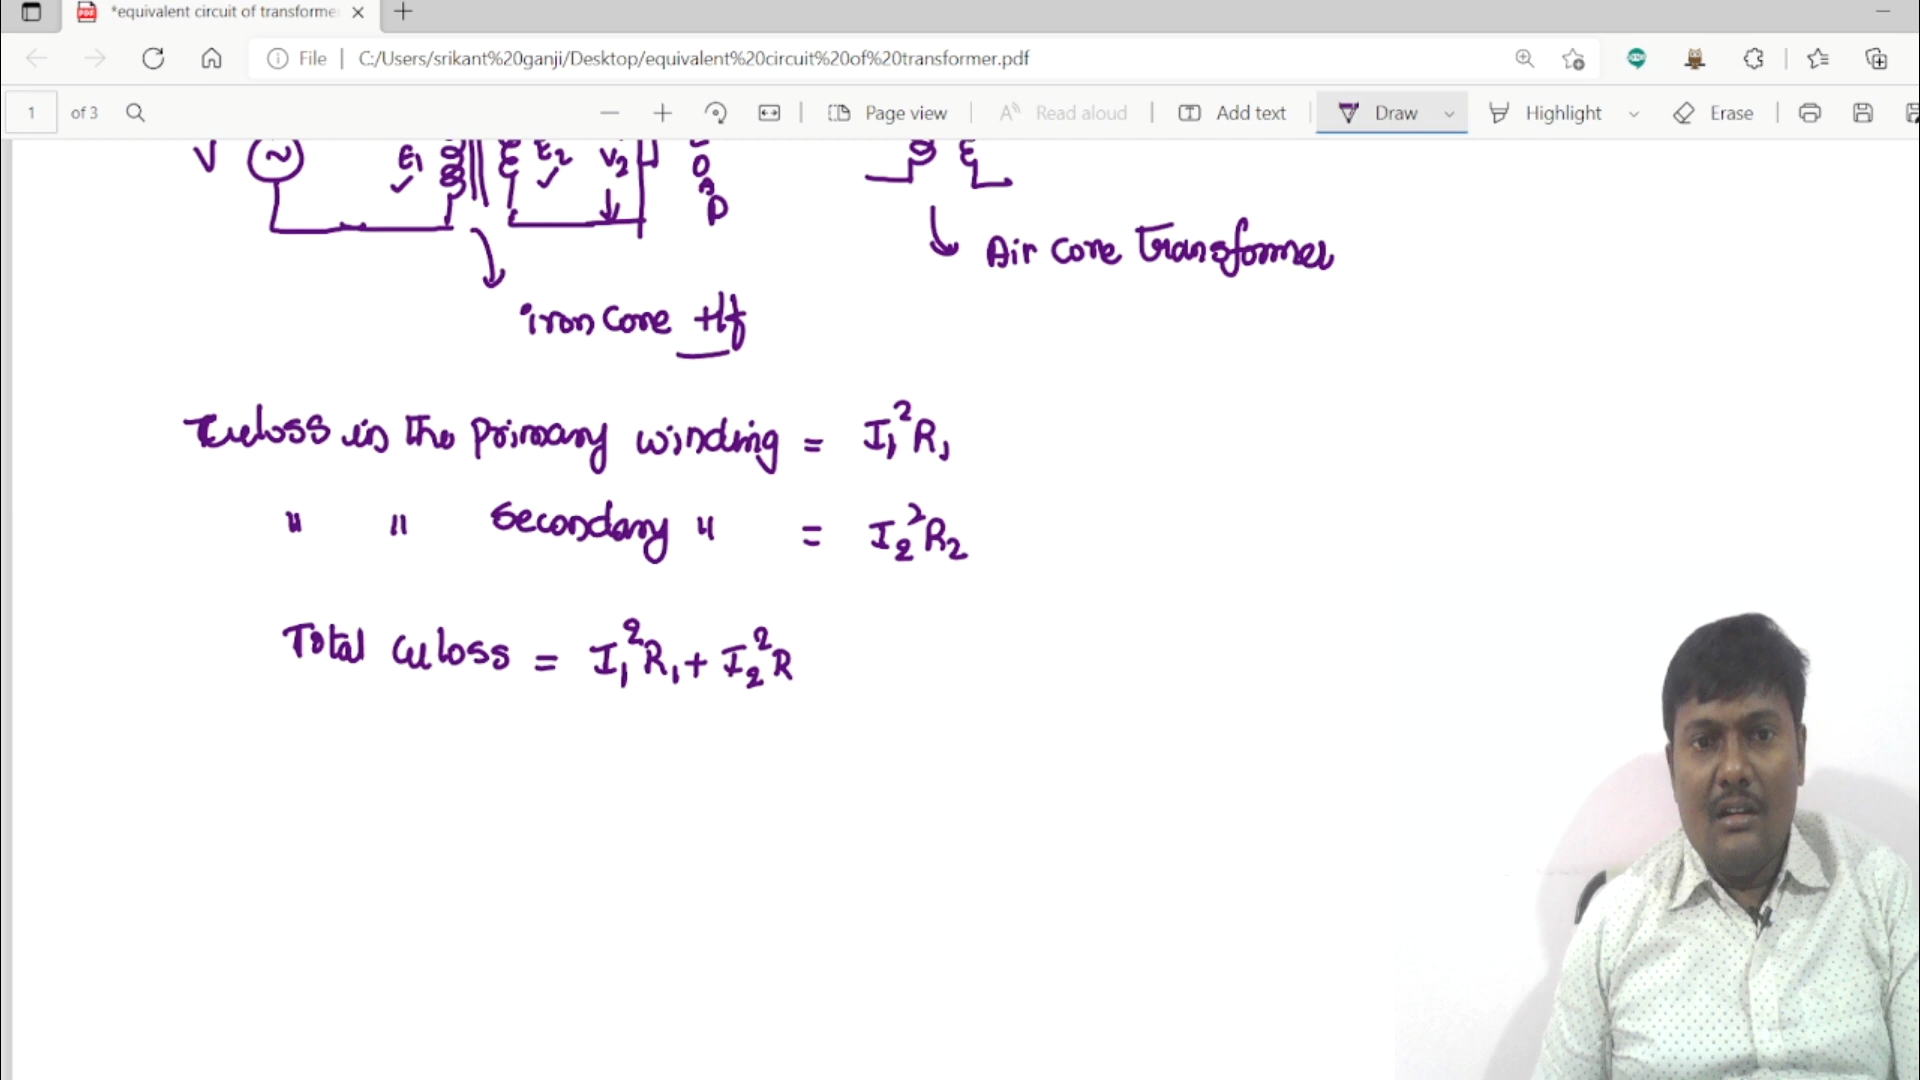 *equivalent circuit of transforme
File C:/Users/srikant%20ganji/Desktop/equivalent%20circuit%20of%20transformer.pdf
1 of 3 Page view Read aloud Add text Draw Highlight Erase
V E1 E2 V2 L O A D
Air core transformer
iron core t/f
Cu loss in the primary winding = I₁²R₁
" " secondary " = I₂²R₂
Total cu loss = I₁²R₁ + I₂²R